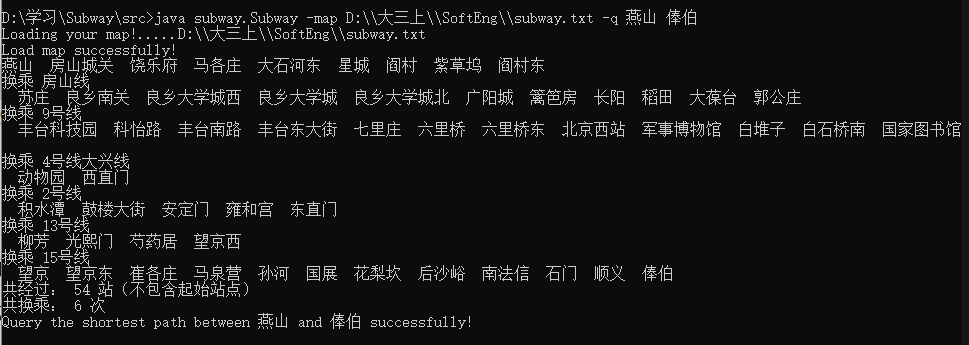 D:\学习\Subway\src>java subway.Subway -map D:\\大三上\\SoftEng\\subway.txt -q 燕山 俸伯
Loading your map!.....D:\\大三上\\SoftEng\\subway.txt
Load map successfully!
燕山 房山城关 饶乐府 马各庄 大石河东 星城 阎村 紫草坞 阎村东
换乘 房山线
苏庄 良乡南关 良乡大学城西 良乡大学城 良乡大学城北 广阳城 篱笆房 长阳 稻田 大葆台 郭公庄
换乘 9号线
丰台科技园 科怡路 丰台南路 丰台东大街 七里庄 六里桥 六里桥东 北京西站 军事博物馆 白堆子 白石桥南 国家图书馆
换乘 4号线大兴线
动物园 西直门
换乘 2号线
积水潭 鼓楼大街 安定门 雍和宫 东直门
换乘 13号线
柳芳 光熙门 芍药居 望京西
换乘 15号线
望京 望京东 崔各庄 马泉营 孙河 国展 花梨坎 后沙峪 南法信 石门 顺义 俸伯
共经过： 54 站（不包含起始站点）
共换乘： 6 次
Query the shortest path between 燕山 and 俸伯 successfully!